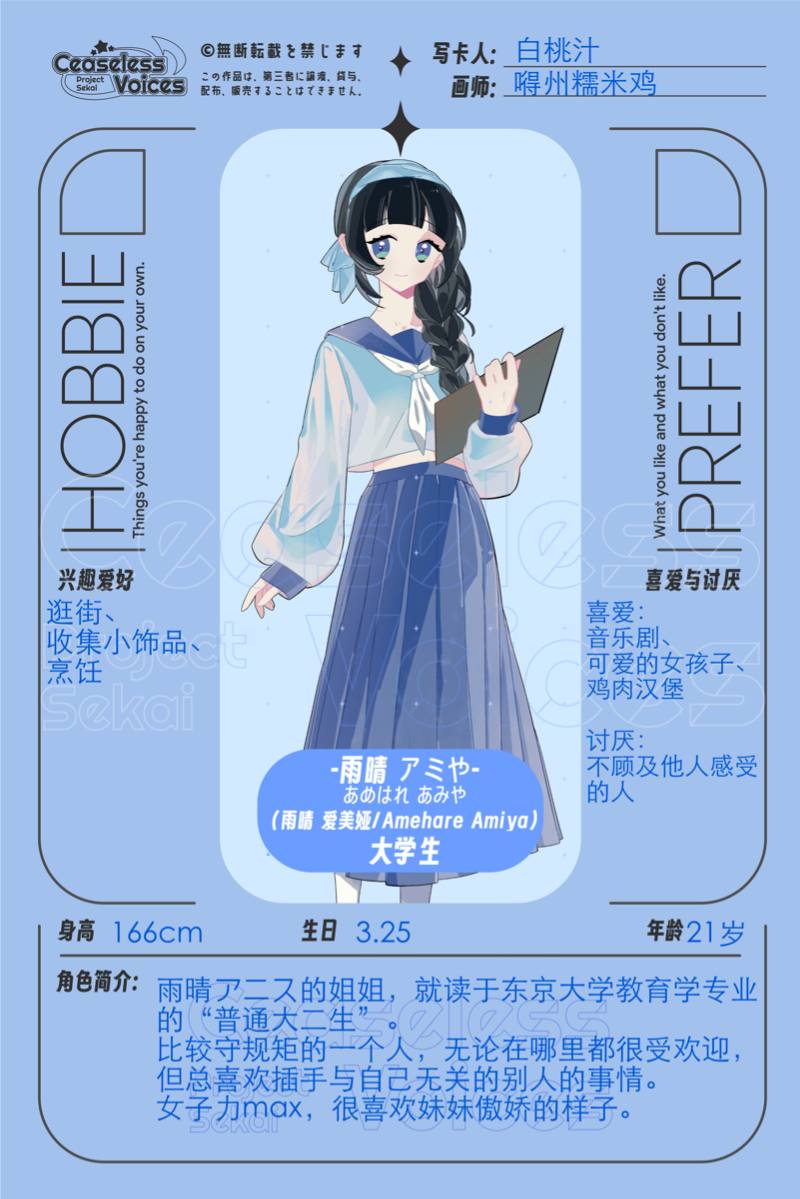 Ceaseless
Project
Sekai
Voices
©無断転載を禁じます
この作品は、第三者に譲渡、貸与、
配布、販売することはできません。
写卡人: 白桃汁
画师: 嘚州糯米鸡
HOBBIE
Things you're happy to do on your own.
兴趣爱好
逛街、
收集小饰品、
烹饪
PREFER
What you like and what you don't like.
喜爱与讨厌
喜爱:
音乐剧、
可爱的女孩子、
鸡肉汉堡
讨厌:
不顾及他人感受
的人
Ceaseless
Project
Sekai
Voices
-雨晴 アミや-
あめはれ あみや
(雨晴 爱美娅/Amehare Amiya)
大学生
身高 166cm 生日 3.25 年龄 21岁
角色简介: 雨晴アニス的姐姐，就读于东京大学教育学专业
的“普通大二生”。
比较守规矩的一个人，无论在哪里都很受欢迎，
但总喜欢插手与自己无关的别人的事情。
女子力max，很喜欢妹妹傲娇的样子。
Ceaseless
Project
Sekai
Voices